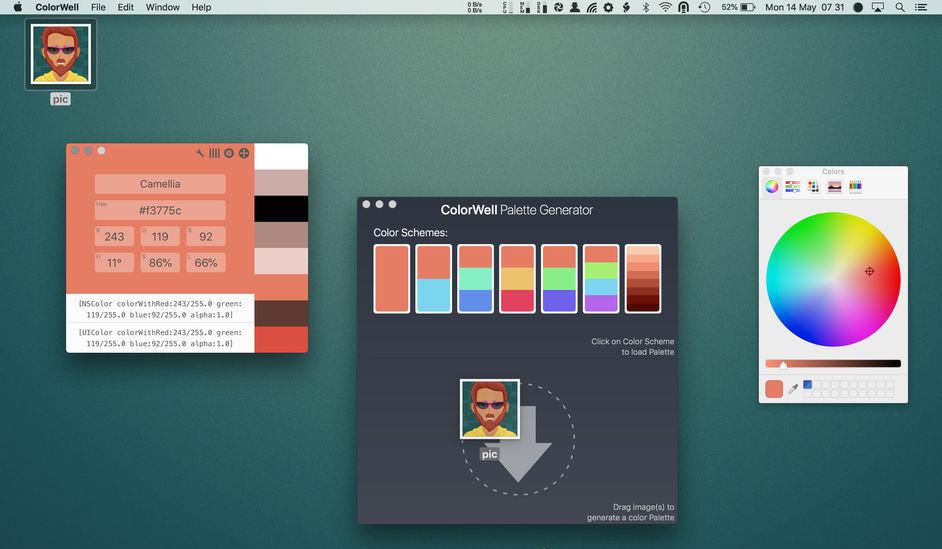 ColorWell File Edit Window Help
0 B/s
0 B/s
52%
Mon 14 May 07 31
pic
Camellia
Hex
#f3775c
R 243 G 119 B 92
H 11° S 86% L 66%
[NSColor colorWithRed:243/255.0 green:
119/255.0 blue:92/255.0 alpha:1.0]
[UIColor colorWithRed:243/255.0 green:
119/255.0 blue:92/255.0 alpha:1.0]
ColorWell Palette Generator
Color Schemes:
Click on Color Scheme
to load Palette
pic
Drag image(s) to
generate a color Palette
Colors